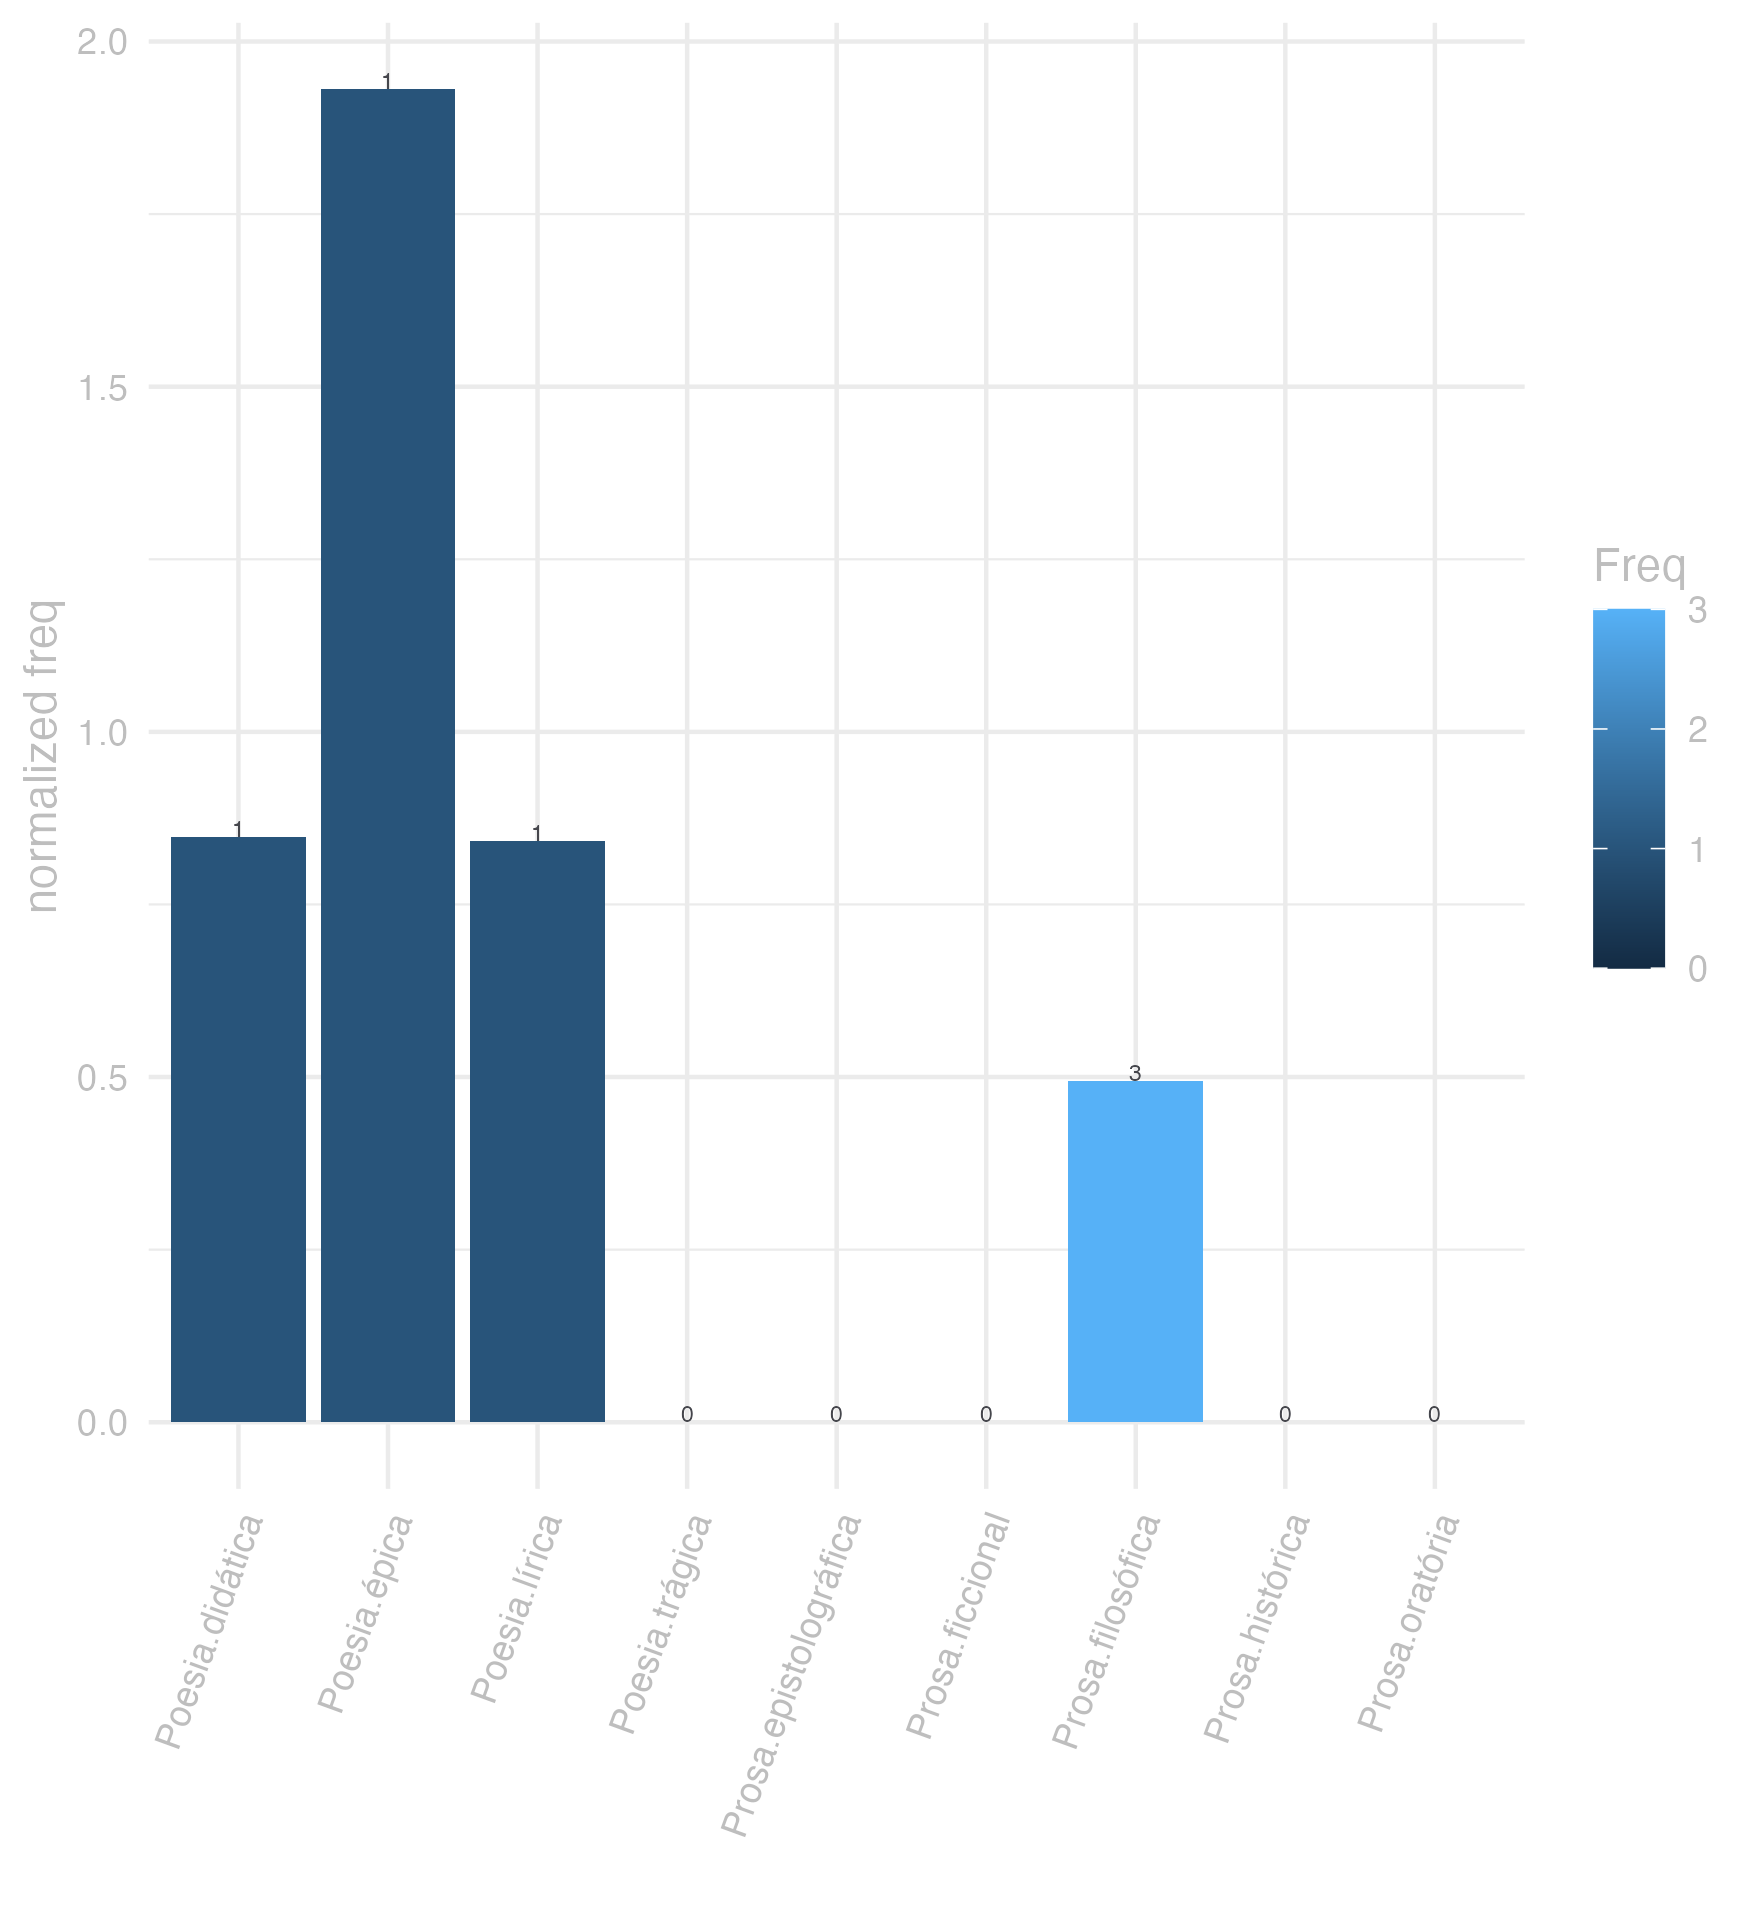 2.0
1.5
1.0
0.5
0.0
normalized freq
1
1
1
0
0
0
3
0
0
Poesia.didática
Poesia.épica
Poesia.lírica
Poesia.trágica
Prosa.epistolográfica
Prosa.ficcional
Prosa.filosófica
Prosa.histórica
Prosa.oratória
Freq
3
2
1
0